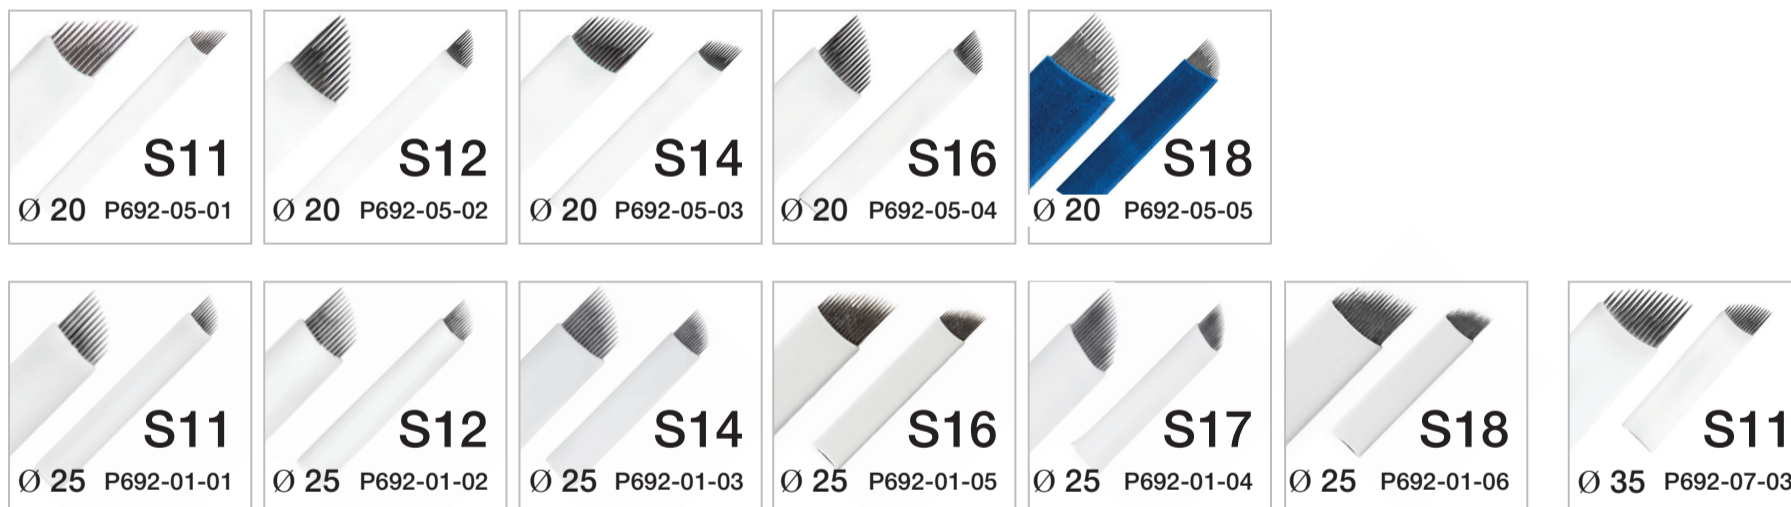 S11
Ø 20 P692-05-01
S12
Ø 20 P692-05-02
S14
Ø 20 P692-05-03
S16
Ø 20 P692-05-04
S18
Ø 20 P692-05-05
S11
Ø 25 P692-01-01
S12
Ø 25 P692-01-02
S14
Ø 25 P692-01-03
S16
Ø 25 P692-01-05
S17
Ø 25 P692-01-04
S18
Ø 25 P692-01-06
S11
Ø 35 P692-07-03